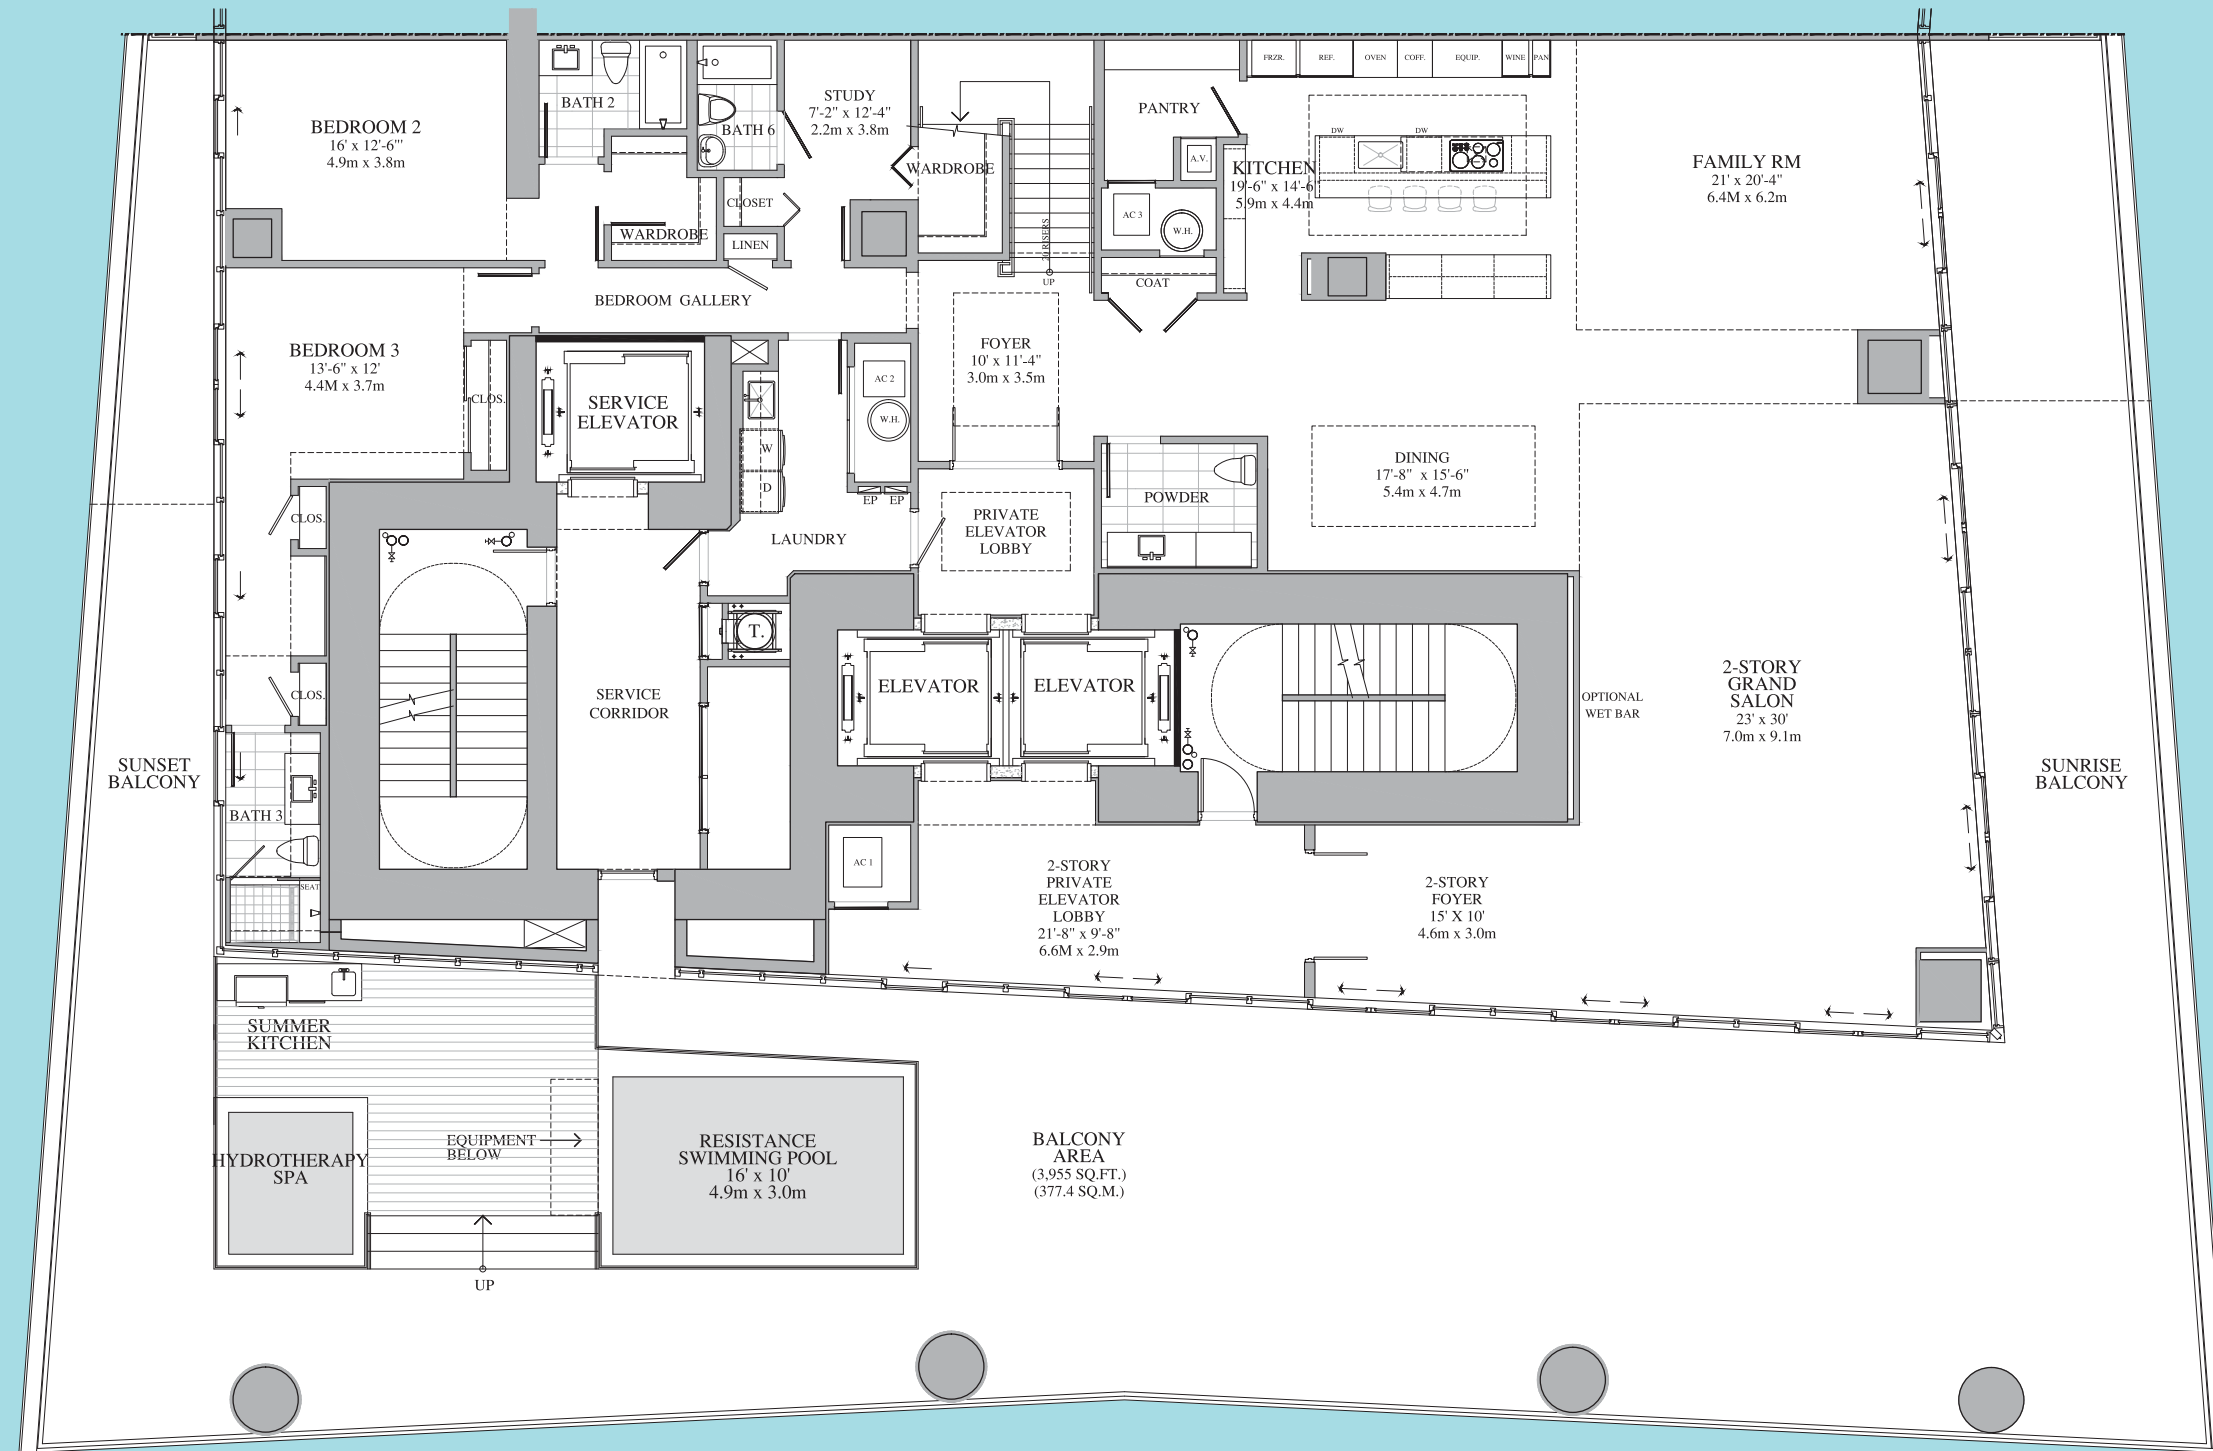 BEDROOM 2
16' x 12'-6"'
4.9m x 3.8m
BATH 2
BATH 6
STUDY
7'-2" x 12'-4"
2.2m x 3.8m
WARDROBE
WARDROBE
CLOSET
LINEN
20 RISERS
UP
PANTRY
A.V.
AC 3
W.H.
COAT
FRZR.
REF.
OVEN
COFF.
EQUIP.
WINE
PAN
DW
DW
KITCHEN
19'-6" x 14'-6"
5.9m x 4.4m
FAMILY RM
21' x 20'-4"
6.4M x 6.2m
BEDROOM GALLERY
BEDROOM 3
13'-6" x 12'
4.4M x 3.7m
CLOS.
SERVICE
ELEVATOR
W
D
AC 2
W.H.
EP
EP
FOYER
10' x 11'-4"
3.0m x 3.5m
DINING
17'-8" x 15'-6"
5.4m x 4.7m
POWDER
PRIVATE
ELEVATOR
LOBBY
LAUNDRY
CLOS.
T.
CLOS.
SERVICE
CORRIDOR
ELEVATOR
ELEVATOR
OPTIONAL
WET BAR
2-STORY
GRAND
SALON
23' x 30'
7.0m x 9.1m
SUNSET
BALCONY
SUNRISE
BALCONY
BATH 3
SEAT
AC 1
2-STORY
PRIVATE
ELEVATOR
LOBBY
21'-8" x 9'-8"
6.6M x 2.9m
2-STORY
FOYER
15' X 10'
4.6m x 3.0m
SUMMER
KITCHEN
HYDROTHERAPY
SPA
EQUIPMENT
BELOW
RESISTANCE
SWIMMING POOL
16' x 10'
4.9m x 3.0m
BALCONY
AREA
(3,955 SQ.FT.)
(377.4 SQ.M.)
UP